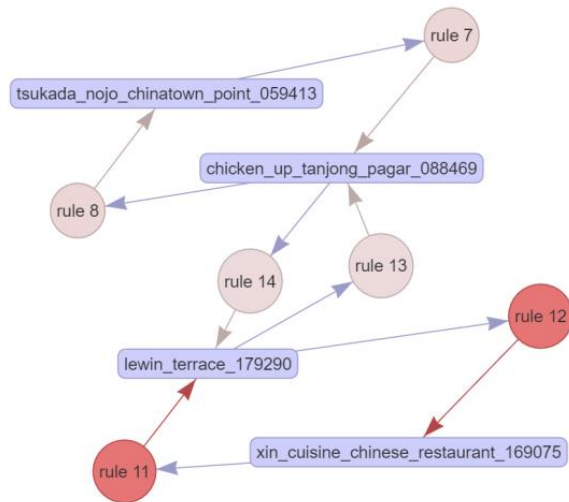 rule 7
tsukada_nojo_chinatown_point_059413
chicken_up_tanjong_pagar_088469
rule 8
rule 13
rule 14
rule 12
lewin_terrace_179290
xin_cuisine_chinese_restaurant_169075
rule 11